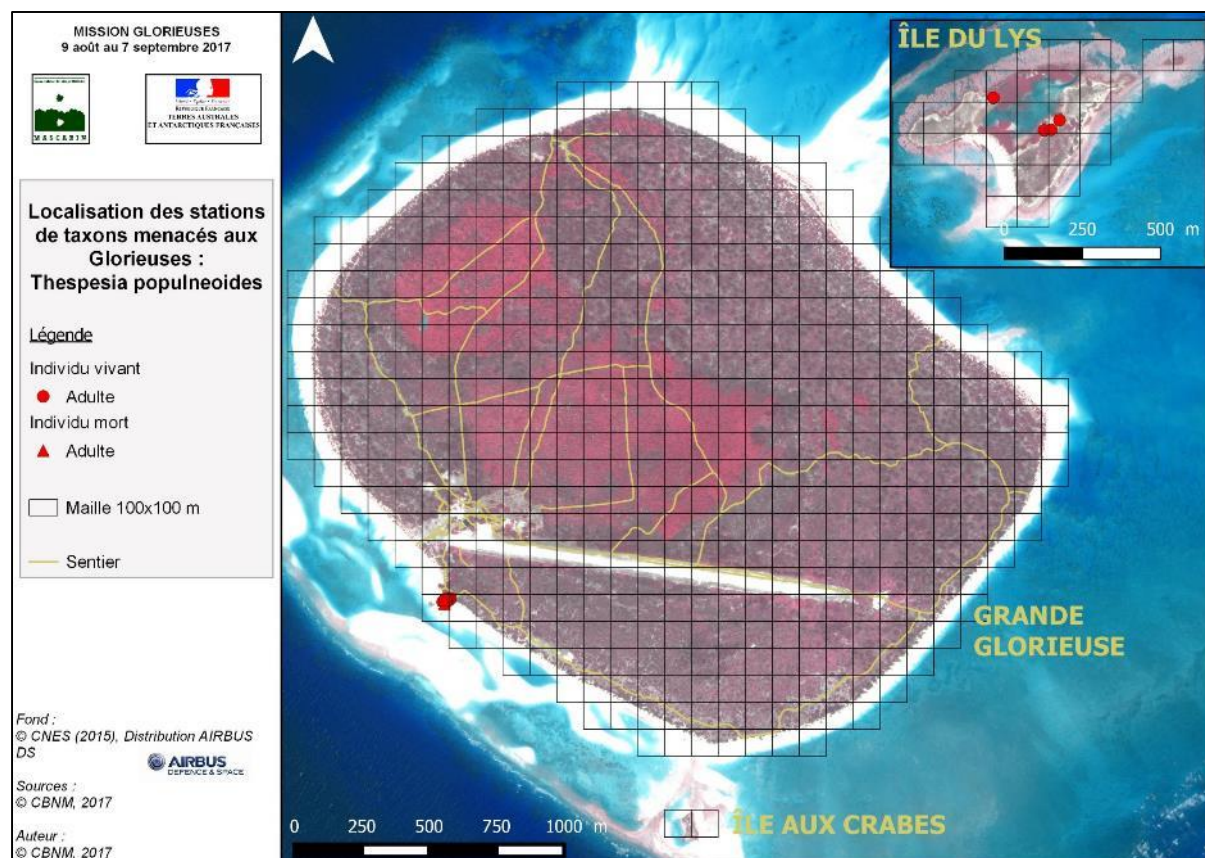 MISSION GLORIEUSES
9 août au 7 septembre 2017
MASCARIN
RÉPUBLIQUE FRANÇAISE
TERRES AUSTRALES
ET ANTARCTIQUES FRANÇAISES
Localisation des stations
de taxons menacés aux
Glorieuses :
Thespesia populneoides
Légende
Individu vivant
Adulte
Individu mort
Adulte
Maille 100x100 m
Sentier
Fond :
© CNES (2015), Distribution AIRBUS
DS
AIRBUS
DEFENCE & SPACE
Sources :
© CBNM, 2017
Auteur :
© CBNM, 2017
ÎLE DU LYS
0 250 500 m
GRANDE
GLORIEUSE
ÎLE AUX CRABES
0 250 500 750 1000 m